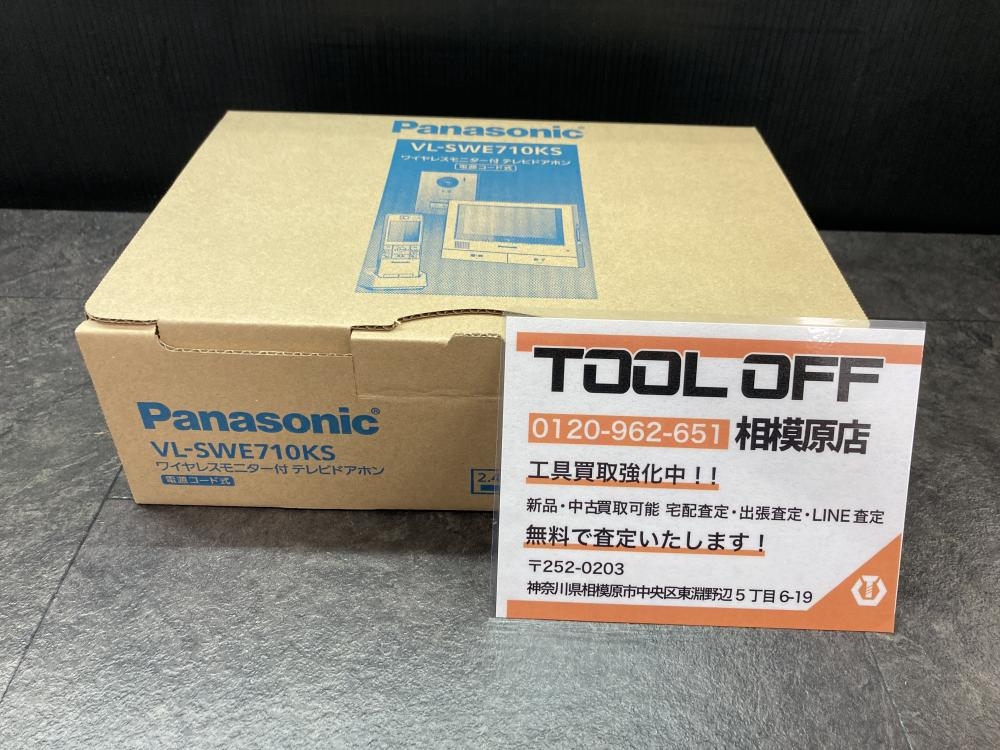 Panasonic
VL-SWE710KS
ワイヤレスモニター付 テレビドアホン
電源コード式
Panasonic®
VL-SWE710KS
ワイヤレスモニター付 テレビドアホン
電源コード式
TOOL OFF
0120-962-651 相模原店
工具買取強化中!!
新品・中古買取可能 宅配査定・出張査定・LINE査定
無料で査定いたします!
〒252-0203
神奈川県相模原市中央区東淵野辺5丁目6-19